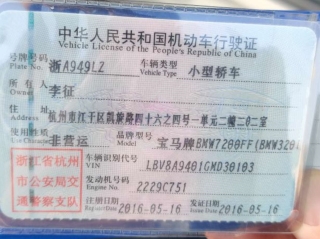 中华人民共和国机动车行驶证
Vehicle License of the People's Republic of China
号牌号码 浙A949LZ 车辆类型 小型轿车
Plate No. Vehicle Type
所有人 李征
Owner
住址 杭州市江干区凯旋路四十六之四号一单元二幢二0二室
使用性质 非营运 品牌型号 宝马牌BMW7200FF(BMW320
浙江省杭州市公安局交通警察支队
车辆识别代号 LBV8A9401GMD30103
VIN
发动机号码 2229C751
Engine No.
注册日期 2016-05-16 发证日期 2016-05-16
Register Date Issue Date